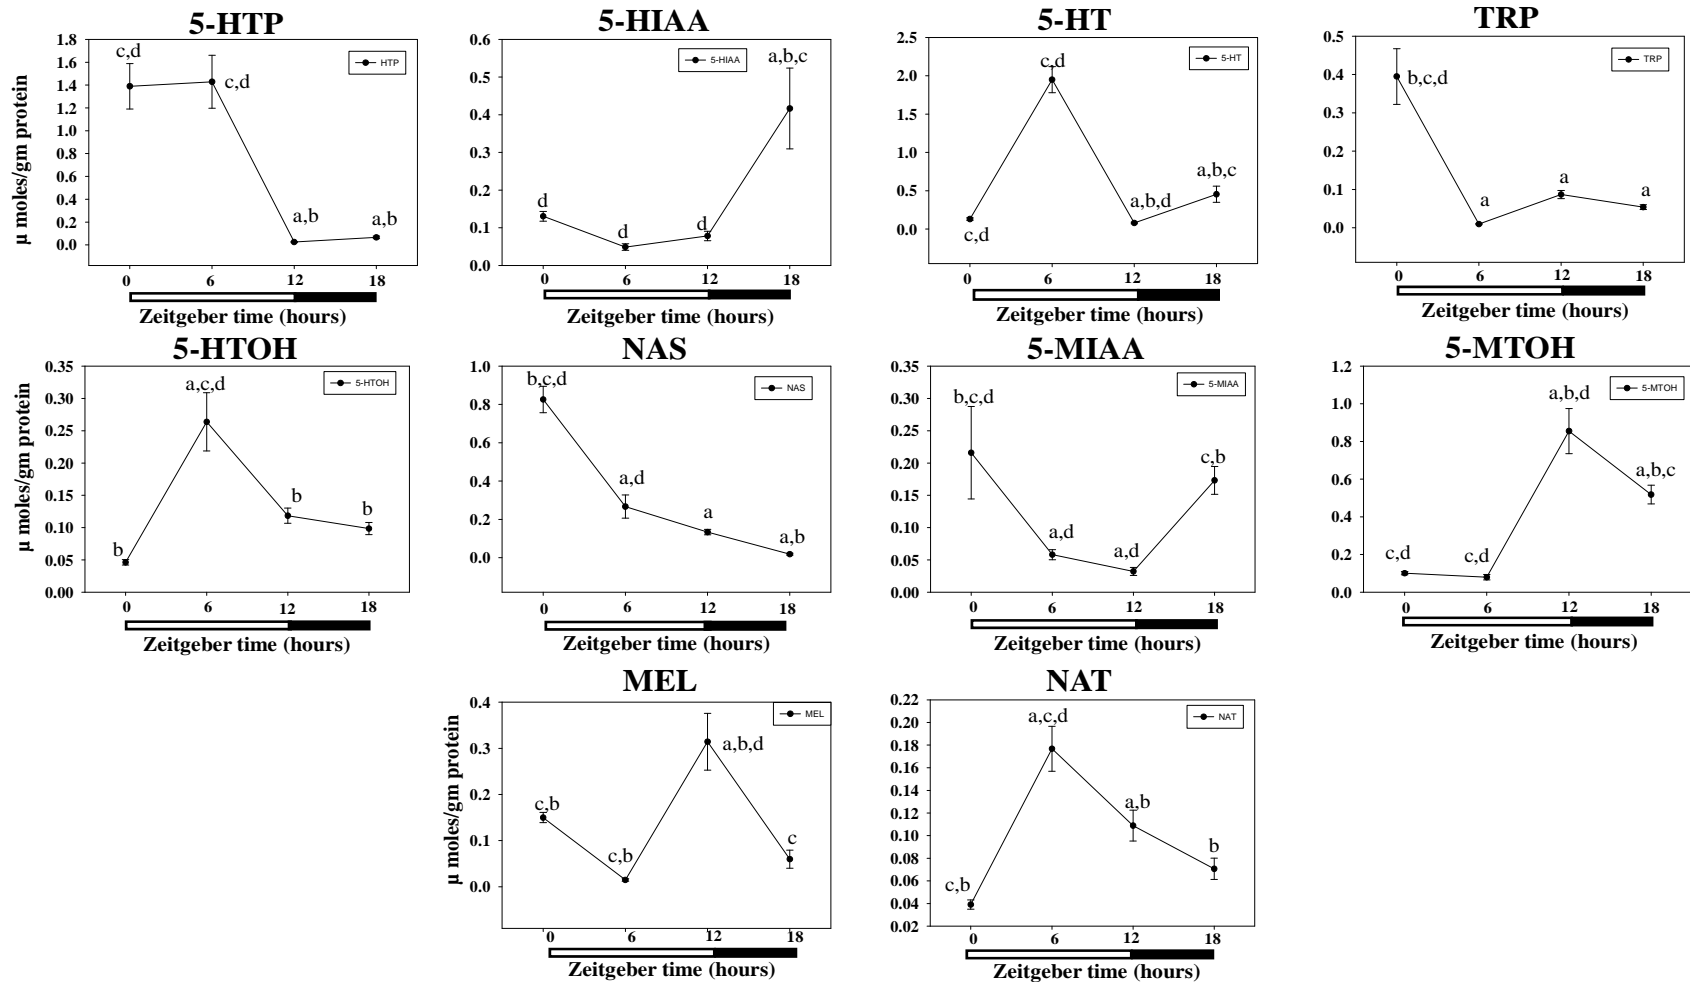 5-HTP
5-HIAA
5-HT
TRP
μ moles/gm protein
1.8
1.6
1.4
1.2
1.0
0.8
0.6
0.4
0.2
0.0
c,d
c,d
a,b
a,b
HTP
0 6 12 18
Zeitgeber time (hours)
0.6
0.5
0.4
0.3
0.2
0.1
0.0
d
d
d
a,b,c
5-HIAA
0 6 12 18
Zeitgeber time (hours)
2.5
2.0
1.5
1.0
0.5
0.0
c,d
c,d
a,b,d
a,b,c
5-HT
0 6 12 18
Zeitgeber time (hours)
0.5
0.4
0.3
0.2
0.1
0.0
b,c,d
a
a
a
TRP
0 6 12 18
Zeitgeber time (hours)
5-HTOH
NAS
5-MIAA
5-MTOH
μ moles/gm protein
0.35
0.30
0.25
0.20
0.15
0.10
0.05
0.00
b
a,c,d
b
b
5-HTOH
0 6 12 18
Zeitgeber time (hours)
1.0
0.8
0.6
0.4
0.2
0.0
b,c,d
a,d
a
a,b
NAS
0 6 12 18
Zeitgeber time (hours)
0.35
0.30
0.25
0.20
0.15
0.10
0.05
0.00
b,c,d
a,d
a,d
c,b
5-MIAA
0 6 12 18
Zeitgeber time (hours)
1.2
1.0
0.8
0.6
0.4
0.2
0.0
c,d
c,d
a,b,d
a,b,c
5-MTOH
0 6 12 18
Zeitgeber time (hours)
MEL
NAT
μ moles/gm protein
0.4
0.3
0.2
0.1
0.0
c,b
c,b
a,b,d
c
MEL
0 6 12 18
Zeitgeber time (hours)
0.22
0.20
0.18
0.16
0.14
0.12
0.10
0.08
0.06
0.04
0.02
c,b
a,c,d
a,b
b
NAT
0 6 12 18
Zeitgeber time (hours)